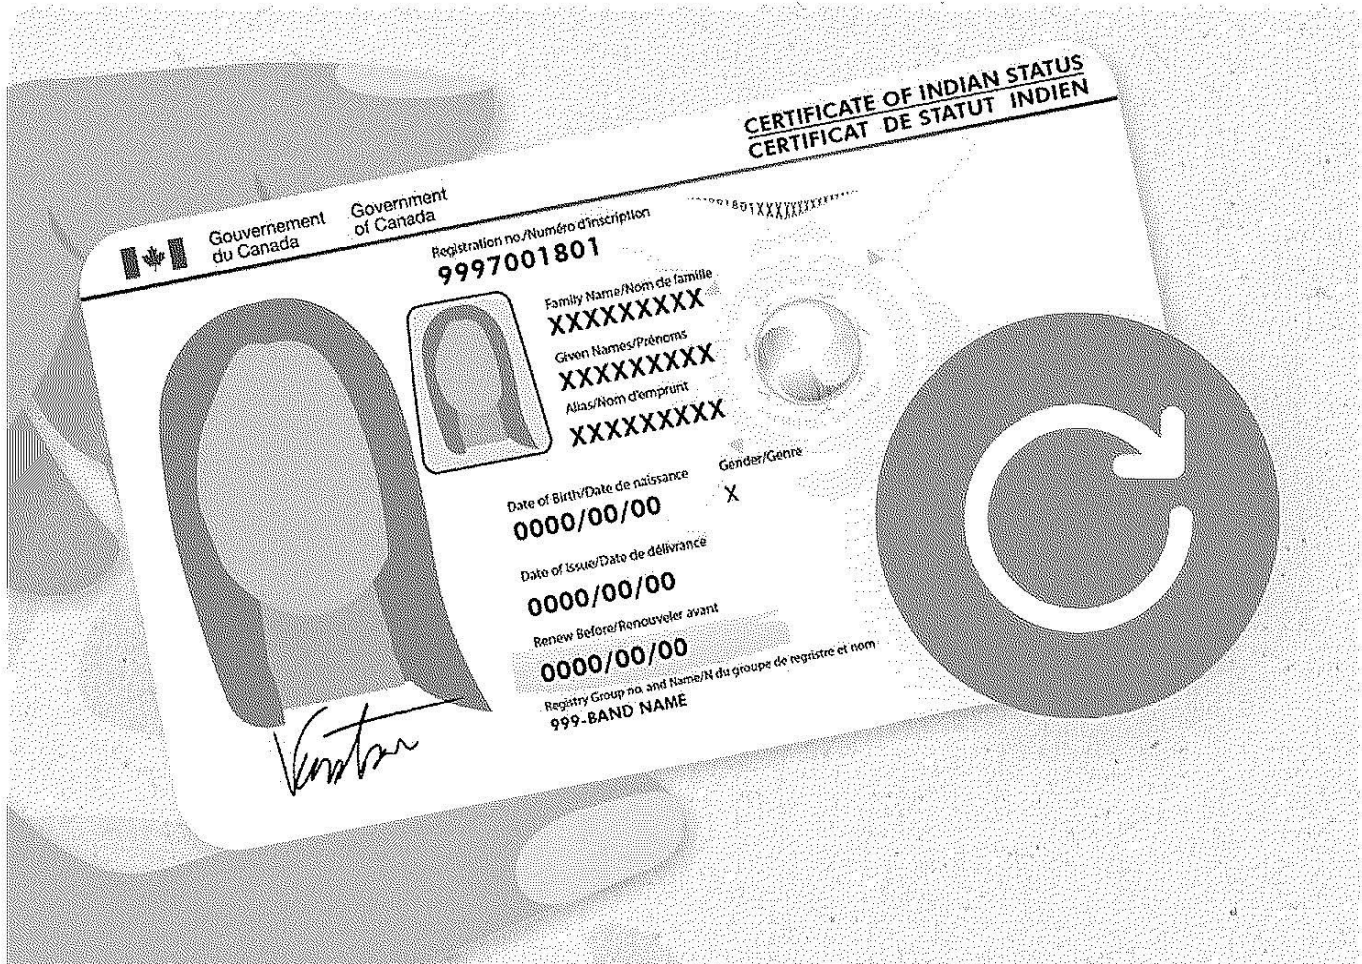 CERTIFICATE OF INDIAN STATUS
CERTIFICAT DE STATUT INDIEN
Gouvernement du Canada
Government of Canada
Registration no./Numéro d'inscription
9997001801
Family Name/Nom de famille
XXXXXXXXX
Given Names/Prénoms
XXXXXXXXX
Alias/Nom d'emprunt
XXXXXXXXX
Date of Birth/Date de naissance
0000/00/00
Gender/Genre
X
Date of Issue/Date de délivrance
0000/00/00
Renew Before/Renouveler avant
0000/00/00
Registry Group no. and Name/N du groupe de registre et nom
999-BAND NAME